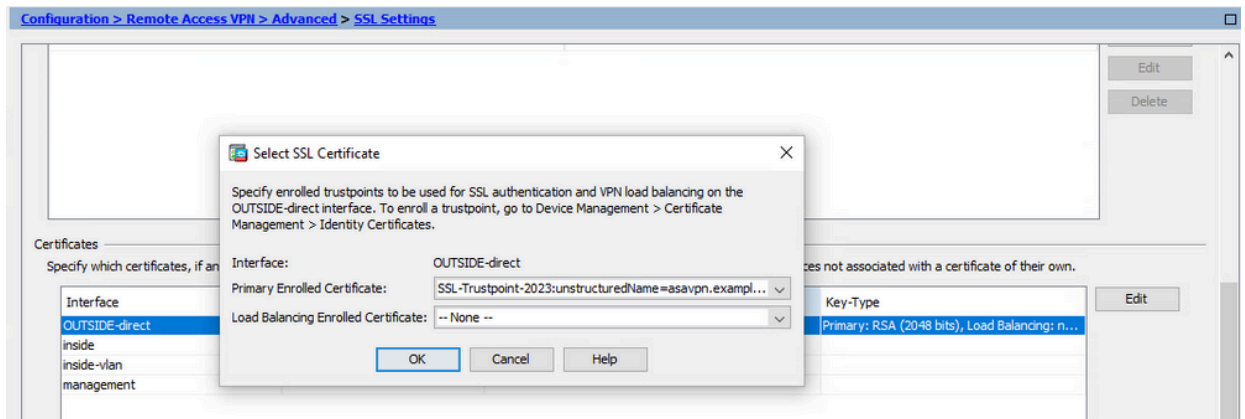 Configuration > Remote Access VPN > Advanced > SSL Settings
Edit
Delete
Select SSL Certificate
Specify enrolled trustpoints to be used for SSL authentication and VPN load balancing on the
OUTSIDE-direct interface. To enroll a trustpoint, go to Device Management > Certificate
Management > Identity Certificates.
Certificates
Specify which certificates, if an
ces not associated with a certificate of their own.
Interface: OUTSIDE-direct
Primary Enrolled Certificate: SSL-Trustpoint-2023:unstructuredName=asavpn.exampl...
Load Balancing Enrolled Certificate: -- None --
OK Cancel Help
Interface Key-Type Edit
OUTSIDE-direct Primary: RSA (2048 bits), Load Balancing: n...
inside
inside-vlan
management